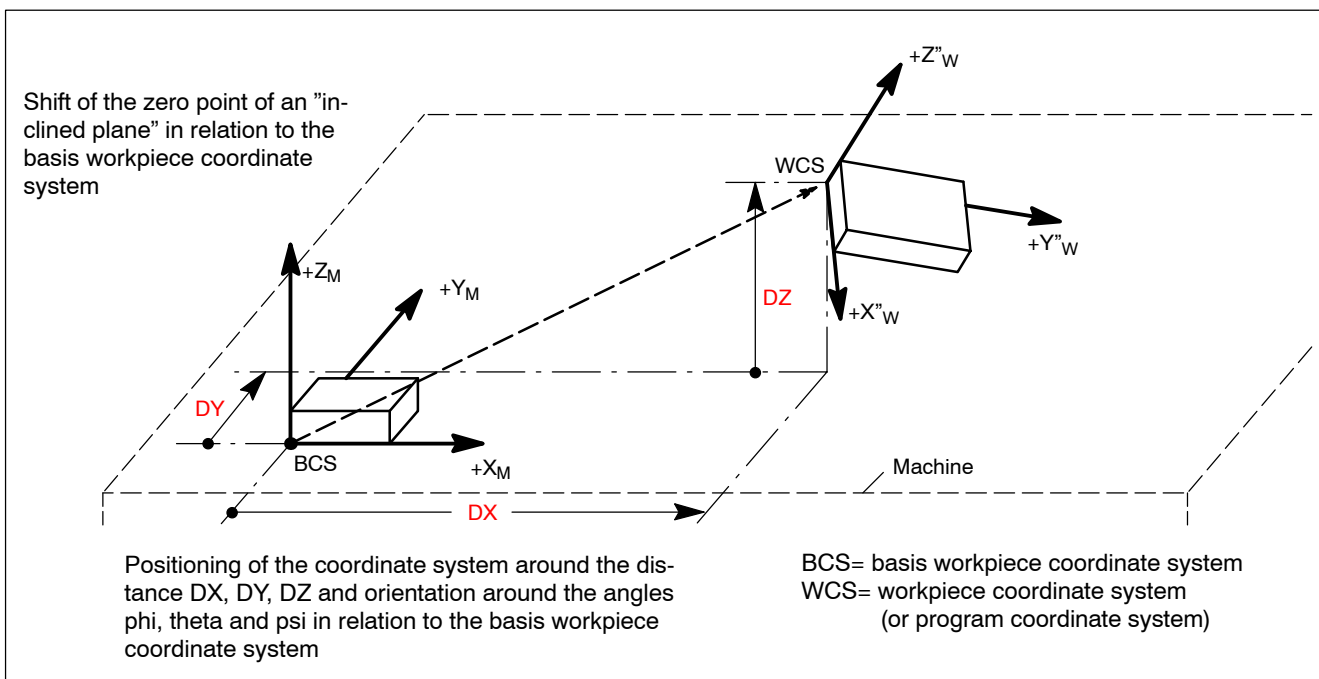 Shift of the zero point of an ”in-
clined plane” in relation to the
basis workpiece coordinate
system
+Z”W
WCS
+Y”W
+X”W
DZ
+ZM
+YM
DY
BCS
+XM
Machine
DX
Positioning of the coordinate system around the dis-
tance DX, DY, DZ and orientation around the angles
phi, theta and psi in relation to the basis workpiece
coordinate system
BCS= basis workpiece coordinate system
WCS= workpiece coordinate system
(or program coordinate system)